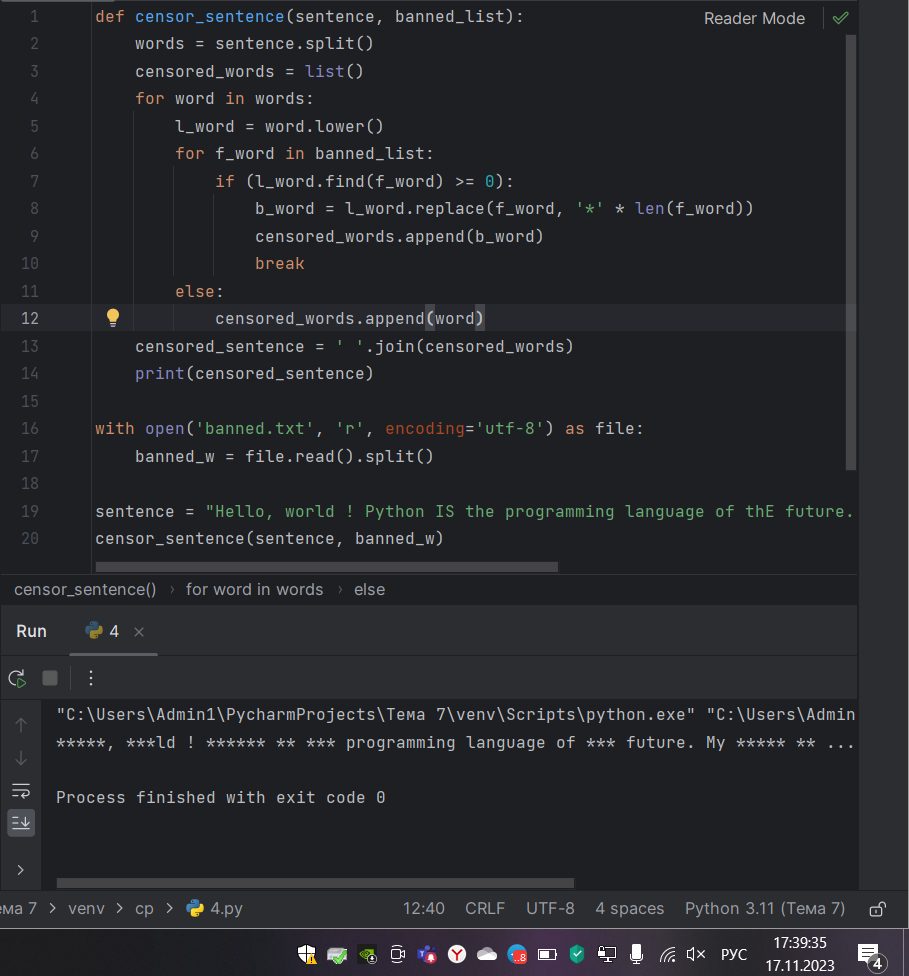 1 def censor_sentence(sentence, banned_list):
Reader Mode
2     words = sentence.split()
3     censored_words = list()
4     for word in words:
5         l_word = word.lower()
6         for f_word in banned_list:
7             if (l_word.find(f_word) >= 0):
8                 b_word = l_word.replace(f_word, '*' * len(f_word))
9                 censored_words.append(b_word)
10                 break
11         else:
12             censored_words.append(word)
13     censored_sentence = ' '.join(censored_words)
14     print(censored_sentence)
15
16 with open('banned.txt', 'r', encoding='utf-8') as file:
17     banned_w = file.read().split()
18
19 sentence = "Hello, world ! Python IS the programming language of thE future.
20 censor_sentence(sentence, banned_w)
censor_sentence() › for word in words › else
Run 4 ×
"C:\Users\Admin1\PycharmProjects\Тема 7\venv\Scripts\python.exe" "C:\Users\Admin
*****, ***ld ! ****** ** *** programming language of *** future. My ***** ** ...
Process finished with exit code 0
ема 7 > venv > cp > 4.py 12:40 CRLF UTF-8 4 spaces Python 3.11 (Тема 7)
..8 РУС 17:39:35 4
17.11.2023